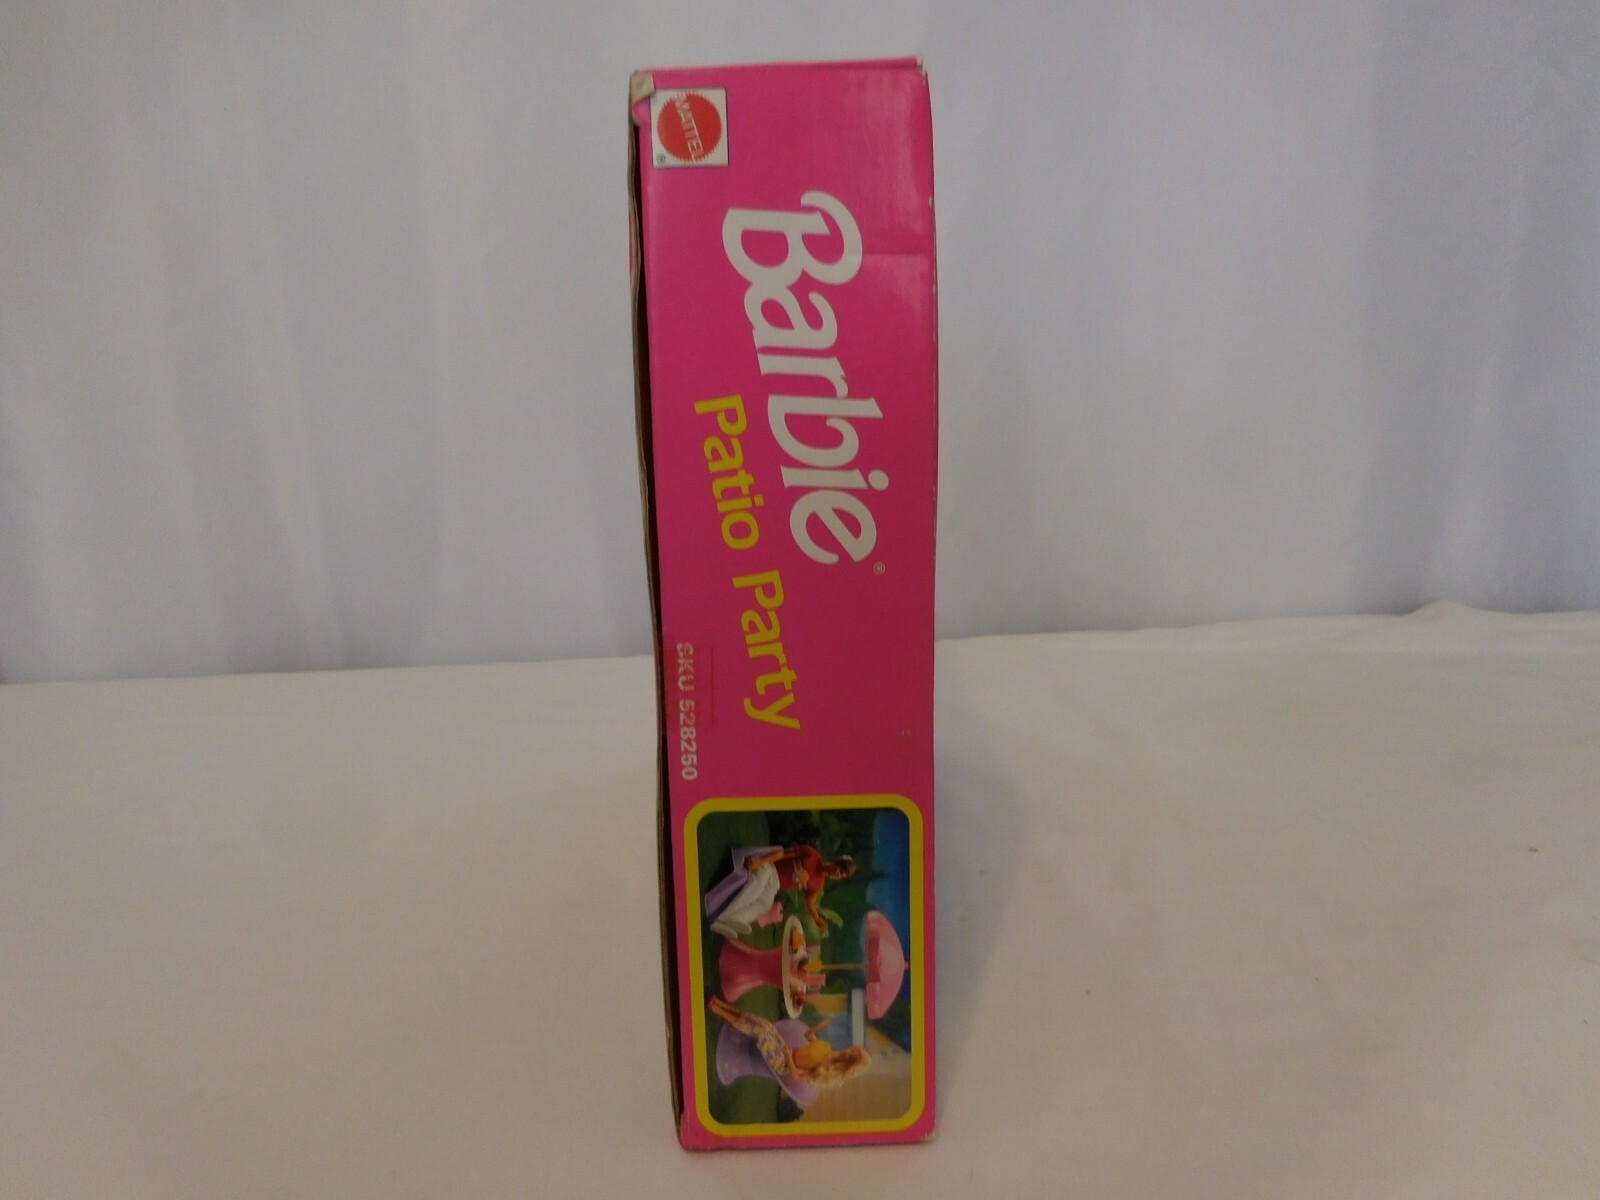 MATTEL
®
Barbie®
Patio Party
SKU 528250